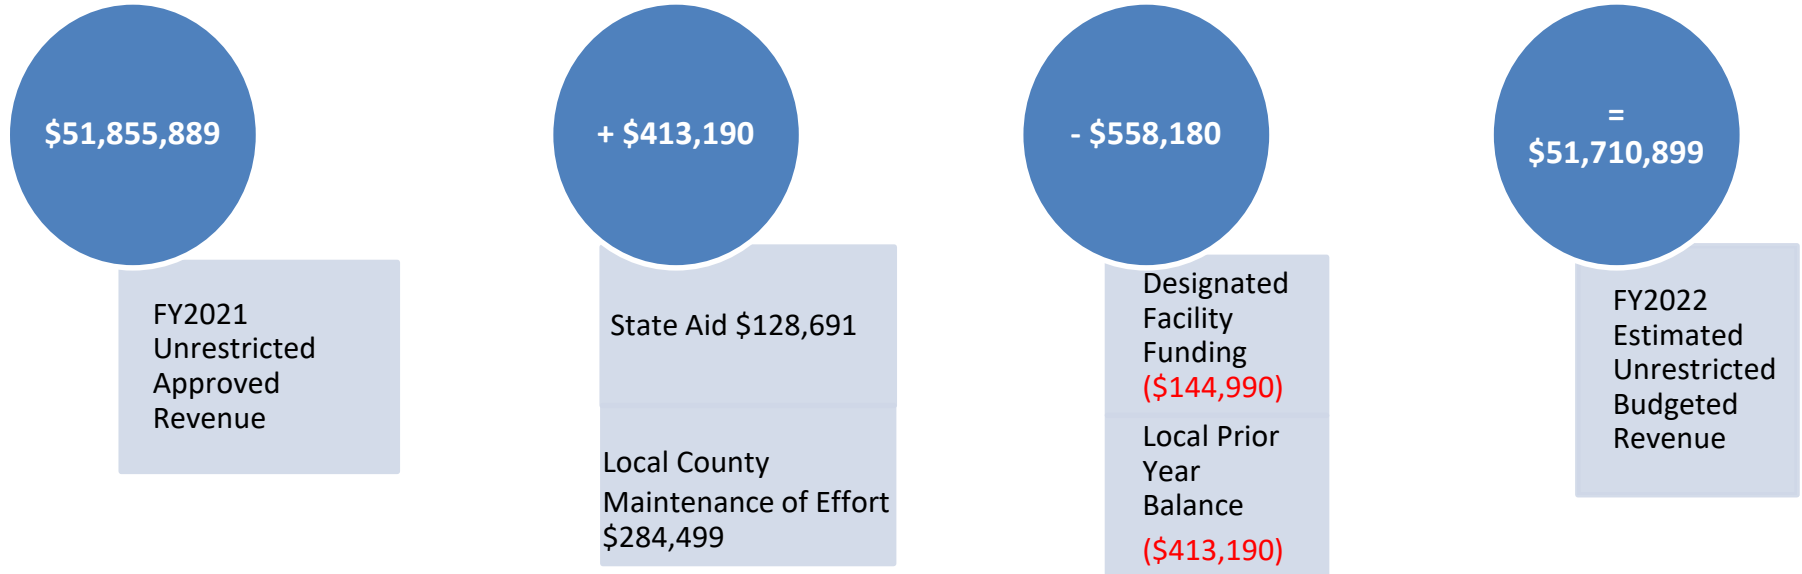 $51,855,889
FY2021
Unrestricted
Approved
Revenue
+ $413,190
State Aid $128,691
Local County
Maintenance of Effort
$284,499
- $558,180
Designated
Facility
Funding
($144,990)
Local Prior
Year
Balance
($413,190)
=
$51,710,899
FY2022
Estimated
Unrestricted
Budgeted
Revenue